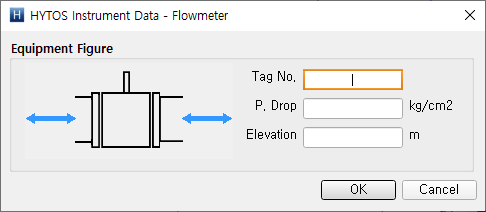 H HYTOS Instrument Data - Flowmeter
Equipment Figure
Tag No.
P. Drop kg/cm2
Elevation m
OK Cancel